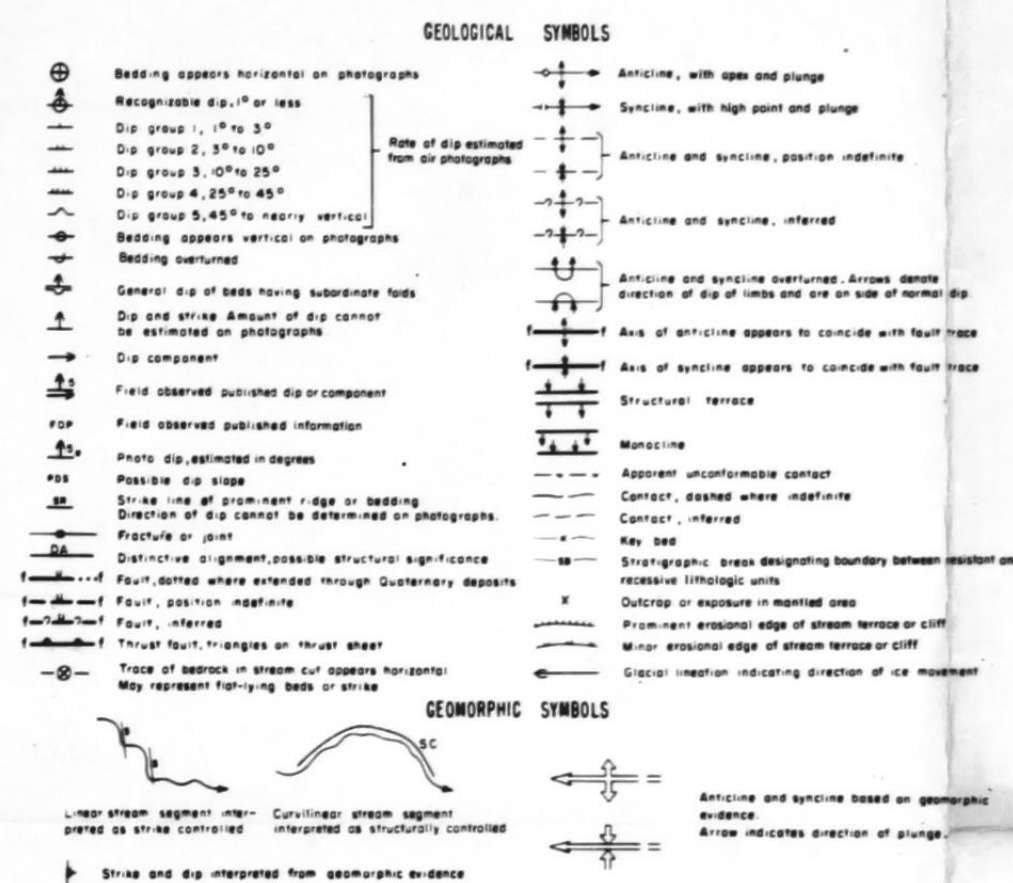 GEOLOGICAL SYMBOLS
Bedding appears horizontal on photographs
Recognizable dip, 1° or less
Dip group 1, 1° to 3°
Dip group 2, 3° to 10°
Dip group 3, 10° to 25°
Dip group 4, 25° to 45°
Dip group 5, 45° to nearly vertical
Rate of dip estimated
from air photographs
Bedding appears vertical on photographs
Bedding overturned
General dip of beds having subordinate folds
Dip and strike Amount of dip cannot
be estimated on photographs.
Dip component
5
Field observed published dip or component
FOP Field observed published information
5e
Photo dip, estimated in degrees
PDS Possible dip slope
SR Strike line of prominent ridge or bedding
Direction of dip cannot be determined on photographs.
Fracture or joint
DA
Distinctive alignment, possible structural significance
f f Fault, dotted where extended through Quaternary deposits
f f Fault, position indefinite
f ? ? f Fault, inferred
f f Thrust fault, triangles on thrust sheet
Trace of bedrock in stream cut appears horizontal
May represent flat-lying beds or strike
Anticline, with apex and plunge
Syncline, with high point and plunge
Anticline and syncline, position indefinite
? ?
Anticline and syncline, inferred
? ?
Anticline and syncline overturned. Arrows denote
direction of dip of limbs and are on side of normal dip.
f f Axis of anticline appears to coincide with fault trace
f f Axis of syncline appears to coincide with fault trace
Structural terrace
Monocline
Apparent unconformable contact
Contact, dashed where indefinite
Contact, inferred
K Key bed
SB Stratigraphic break designating boundary between resistant an
recessive lithologic units
X Outcrop or exposure in mantled area
Prominent erosional edge of stream terrace or cliff
Minor erosional edge of stream terrace or cliff
Glacial lineation indicating direction of ice movement
GEOMORPHIC SYMBOLS
S
S
SC
Linear stream segment inter-
preted as strike controlled
Curvilinear stream segment
interpreted as structurally controlled
Anticline and syncline based on geomorphic
evidence.
Arrow indicates direction of plunge.
Strike and dip interpreted from geomorphic evidence